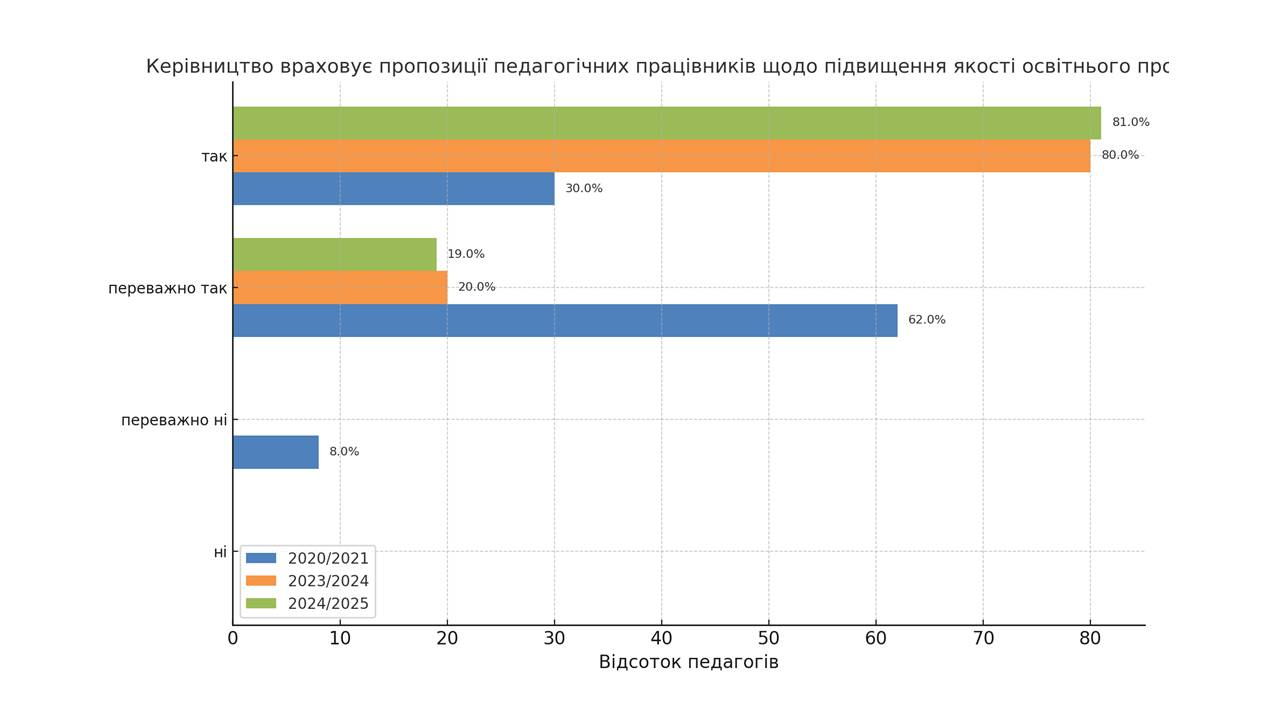 Керівництво враховує пропозиції педагогічних працівників щодо підвищення якості освітнього
81.0%
так
80.0%
30.0%
19.0%
переважно так
20.0%
62.0%
переважно ні
8.0%
ні
2020/2021
2023/2024
2024/2025
0 10 20 30 40 50 60 70 80
Відсоток педагогів